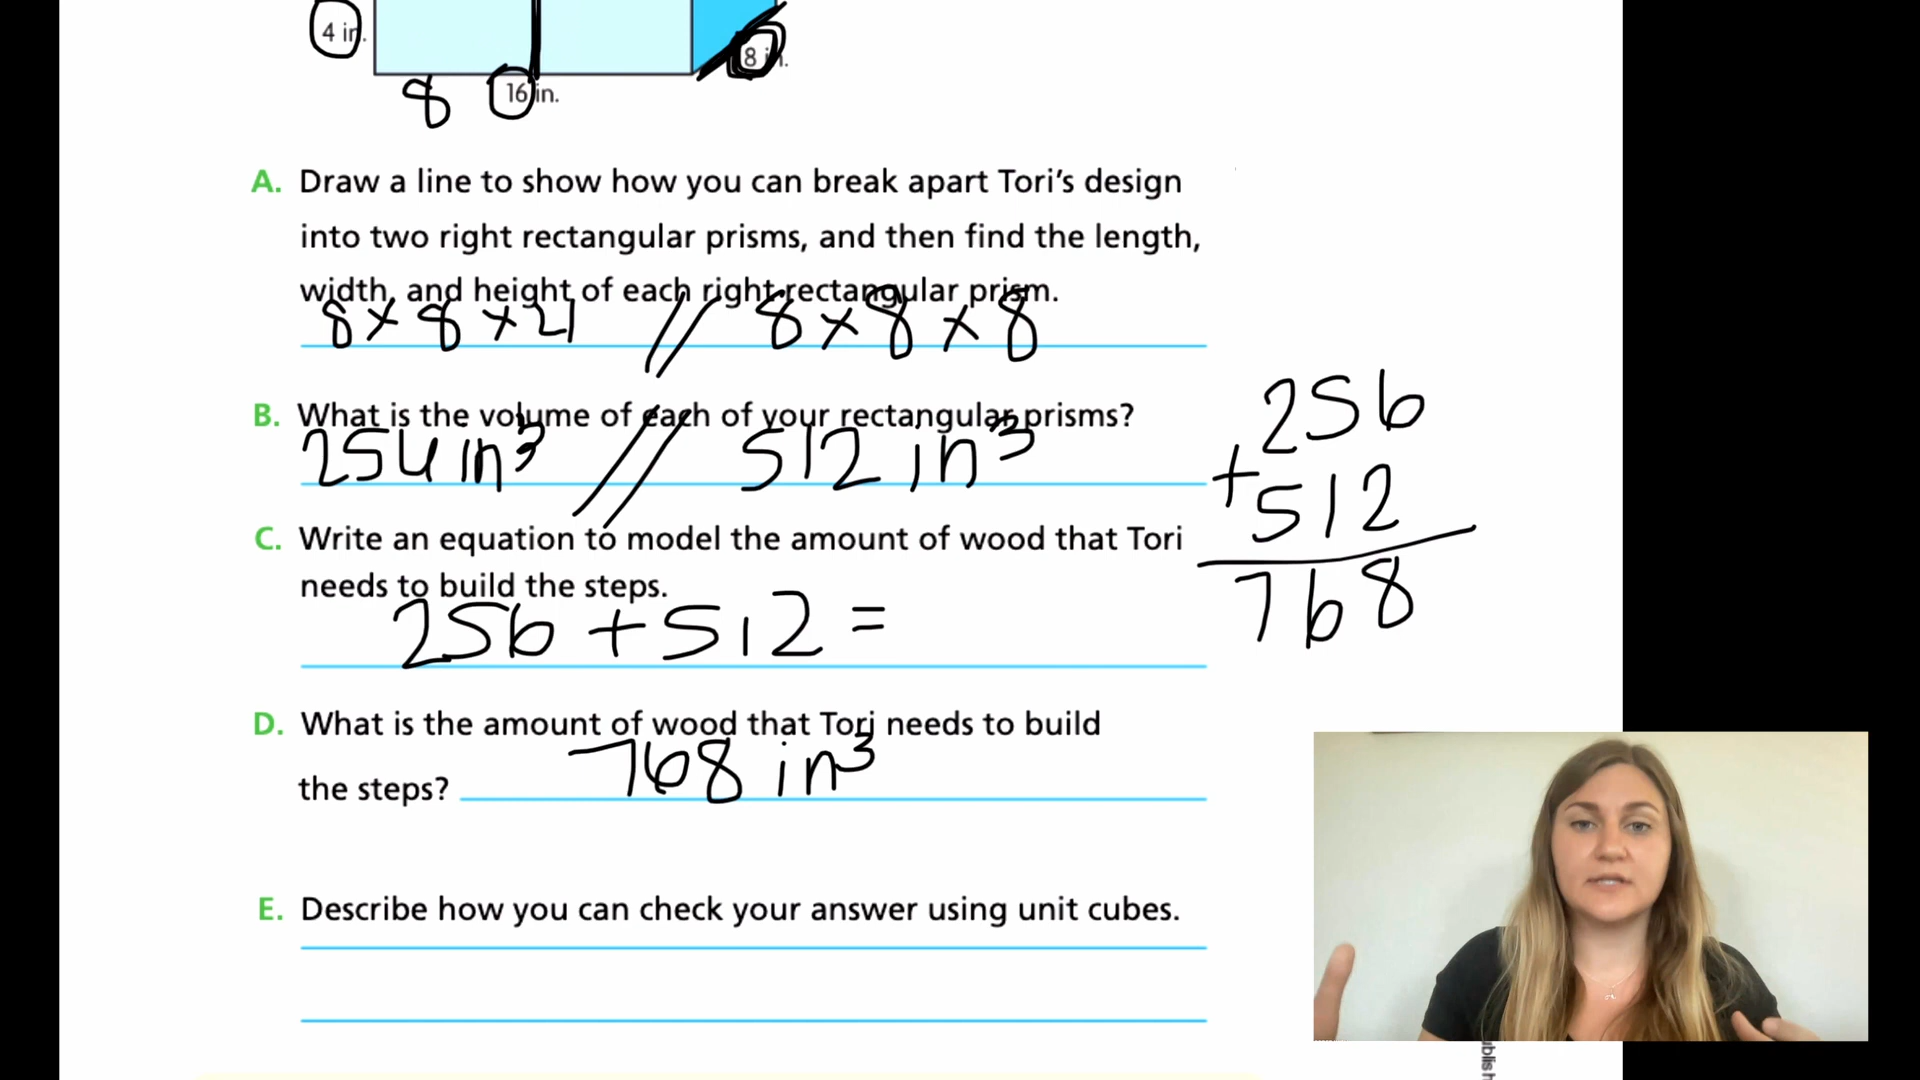 4 in.
8 in.
8 16 in.
A. Draw a line to show how you can break apart Tori's design
into two right rectangular prisms, and then find the length,
width, and height of each right rectangular prism.
8 x 8 x 4 // 8 x 8 x 8
B. What is the volume of each of your rectangular prisms?
256 in³ // 512 in³
C. Write an equation to model the amount of wood that Tori
needs to build the steps.
256 + 512 =
256
+ 512
768
D. What is the amount of wood that Tori needs to build
the steps? 768 in³
E. Describe how you can check your answer using unit cubes.